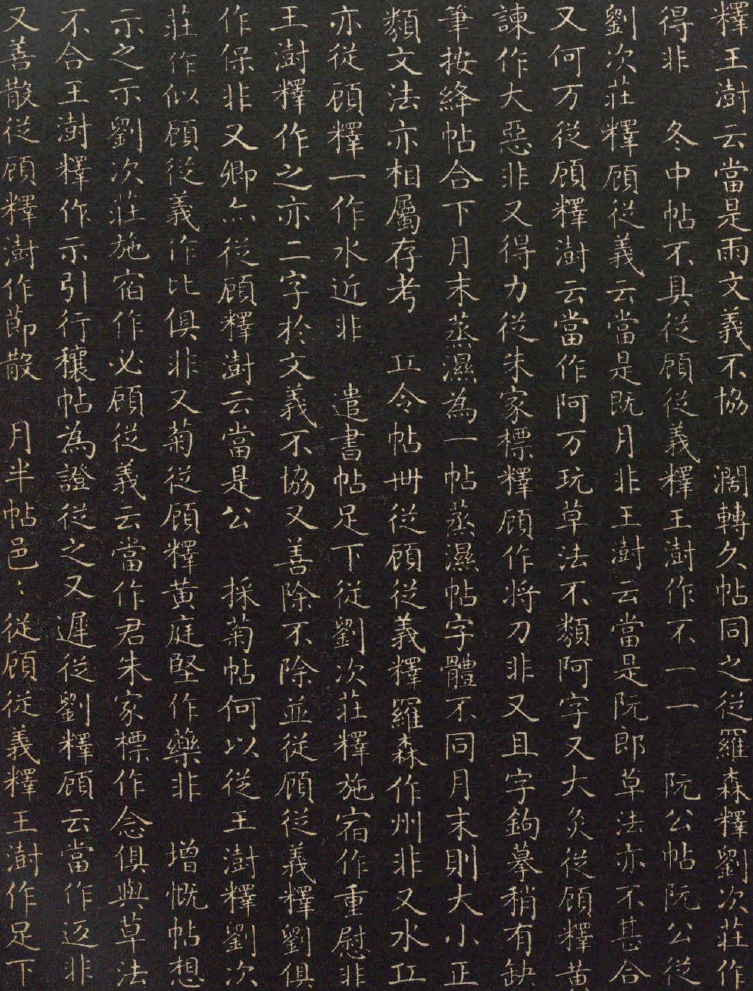 釋王澍云當是雨文義不協　濶轉久帖同之從羅森釋劉次莊作
得非　冬中帖不具從顧從義釋王澍作不一一　阮公帖阮公從
劉次莊釋顧從義云當是既月非王澍云當是阮郎草法亦不甚合
又何万從顧釋澍云當作阿万玩草法不類阿字又大炙從顧釋黄
諫作大惡非又得力從朱家標釋顧作将刀非又且字鉤摹稍有缺
筆按絳帖合下月末蒸濕為一帖蒸濕帖字體不同月末則大小正
類文法亦相屬存考　㠪令帖卌從顧從義釋羅森作州非又水㠪
亦從顧釋一作水近非　遣書帖足下從劉次莊釋施宿作重慰非
王澍釋作之亦二字於文義不協又善除不除並從顧從義釋劉俱
作保非又卿尒從顧釋澍云當是公　採菊帖何以從王澍釋劉次
莊作似顧從義作比俱非又菊從顧釋黄庭堅作藥非　增慨帖想
示之示劉次莊施宿作必顧從義云當作君朱家標作念俱與草法
不合王澍釋作示引行穰帖為證從之又遲從劉釋顧云當作迳非
又善散從顧釋澍作節散　月半帖邑〻從顧從義釋王澍作足下